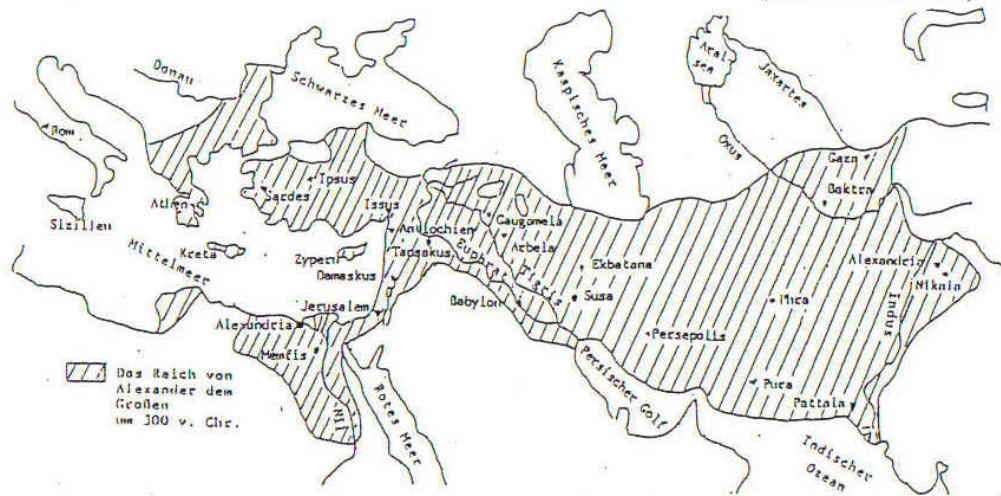 Donau
Schwarzes Meer
Kaspisches Meer
Aral-
see
Jaxartes
Oxus
Rom
Gazn
Baktra
Ipsus
Sardes
Issus
Athen
Sizilien
Gaugomela
Antiochien
Arbela
Kreta
Zypern
Tapsakus
Euphrat
Tigris
Ekbatana
Alexandria
Nikaia
Mittelmeer
Damaskus
Babylon
Susa
Indus
Jerusalem
Alexandria
Persepolis
Memfis
Das Reich von
Alexander dem
Großen
um 300 v. Chr.
Nil
Rotes Meer
Persischer Golf
Pura
Pattala
Indischer
Ozean